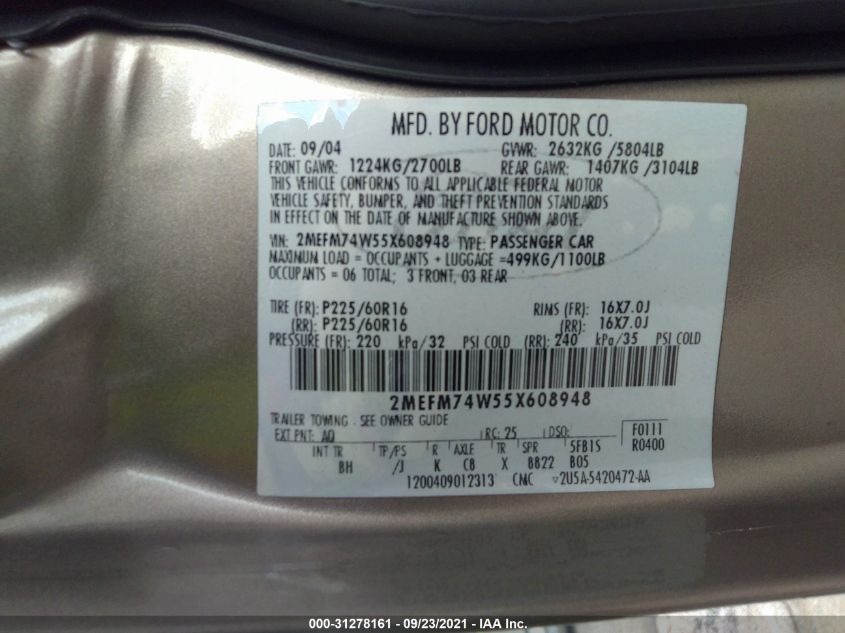 MFD. BY FORD MOTOR CO.
DATE: 09/04 GVWR: 2632KG /5804LB
FRONT GAWR: 1224KG/2700LB REAR GAWR: 1407KG /3104LB
THIS VEHICLE CONFORMS TO ALL APPLICABLE FEDERAL MOTOR
VEHICLE SAFETY, BUMPER, AND THEFT PREVENTION STANDARDS
IN EFFECT ON THE DATE OF MANUFACTURE SHOWN ABOVE.
VIN: 2MEFM74W55X608948 TYPE: PASSENGER CAR
MAXIMUM LOAD = OCCUPANTS + LUGGAGE =499KG/1100LB
OCCUPANTS = 06 TOTAL; 3 FRONT, 03 REAR
TIRE (FR): P225/60R16 RIMS (FR): 16X7.0J
(RR): P225/60R16 (RR): 16X7.0J
PRESSURE (FR): 220 kPa/32 PSI COLD (RR): 240 kPa/35 PSI COLD
2MEFM74W55X608948
TRAILER TOWING - SEE OWNER GUIDE
EXT PNT: AQ RC: 25 DSO: F0111
R0400
INT TR TP/PS R AXLE TR SPR 5FB1S
BH /J K C8 X 8822 B05
1200409012313 CMC 2U5A-5420472-AA
000-31278161 - 09/23/2021 - IAA Inc.